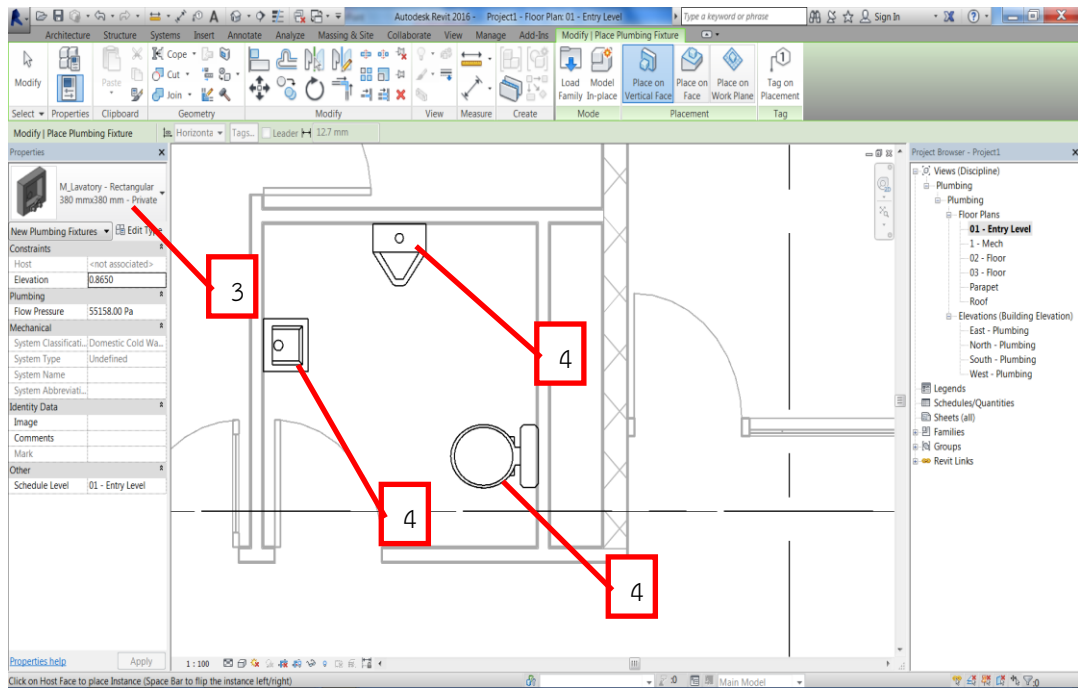 Autodesk Revit 2016 - Project1 - Floor Plan: 01 - Entry Level
Type a keyword or phrase
Sign In
Architecture Structure Systems Insert Annotate Analyze Massing & Site Collaborate View Manage Add-Ins Modify | Place Plumbing Fixture
Modify
Paste
Cope
Cut
Join
Load Family
Model In-place
Place on Vertical Face
Place on Face
Place on Work Plane
Tag on Placement
Select Properties Clipboard Geometry Modify View Measure Create Mode Placement Tag
Modify | Place Plumbing Fixture Horizonta Tags... Leader 12.7 mm
Properties
M_Lavatory - Rectangular
380 mmx380 mm - Private
New Plumbing Fixtures Edit Type
Constraints
Host <not associated>
Elevation 0.8650
Plumbing
Flow Pressure 55158.00 Pa
Mechanical
System Classificati... Domestic Cold Wa...
System Type Undefined
System Name
System Abbreviati...
Identity Data
Image
Comments
Mark
Other
Schedule Level 01 - Entry Level
Properties help Apply
3
4
4
4
Project Browser - Project1
Views (Discipline)
Plumbing
Plumbing
Floor Plans
01 - Entry Level
1 - Mech
02 - Floor
03 - Floor
Parapet
Roof
Elevations (Building Elevation)
East - Plumbing
North - Plumbing
South - Plumbing
West - Plumbing
Legends
Schedules/Quantities
Sheets (all)
Families
Groups
Revit Links
1 : 100
Click on Host Face to place Instance (Space Bar to flip the instance left/right)
:0
Main Model
:0